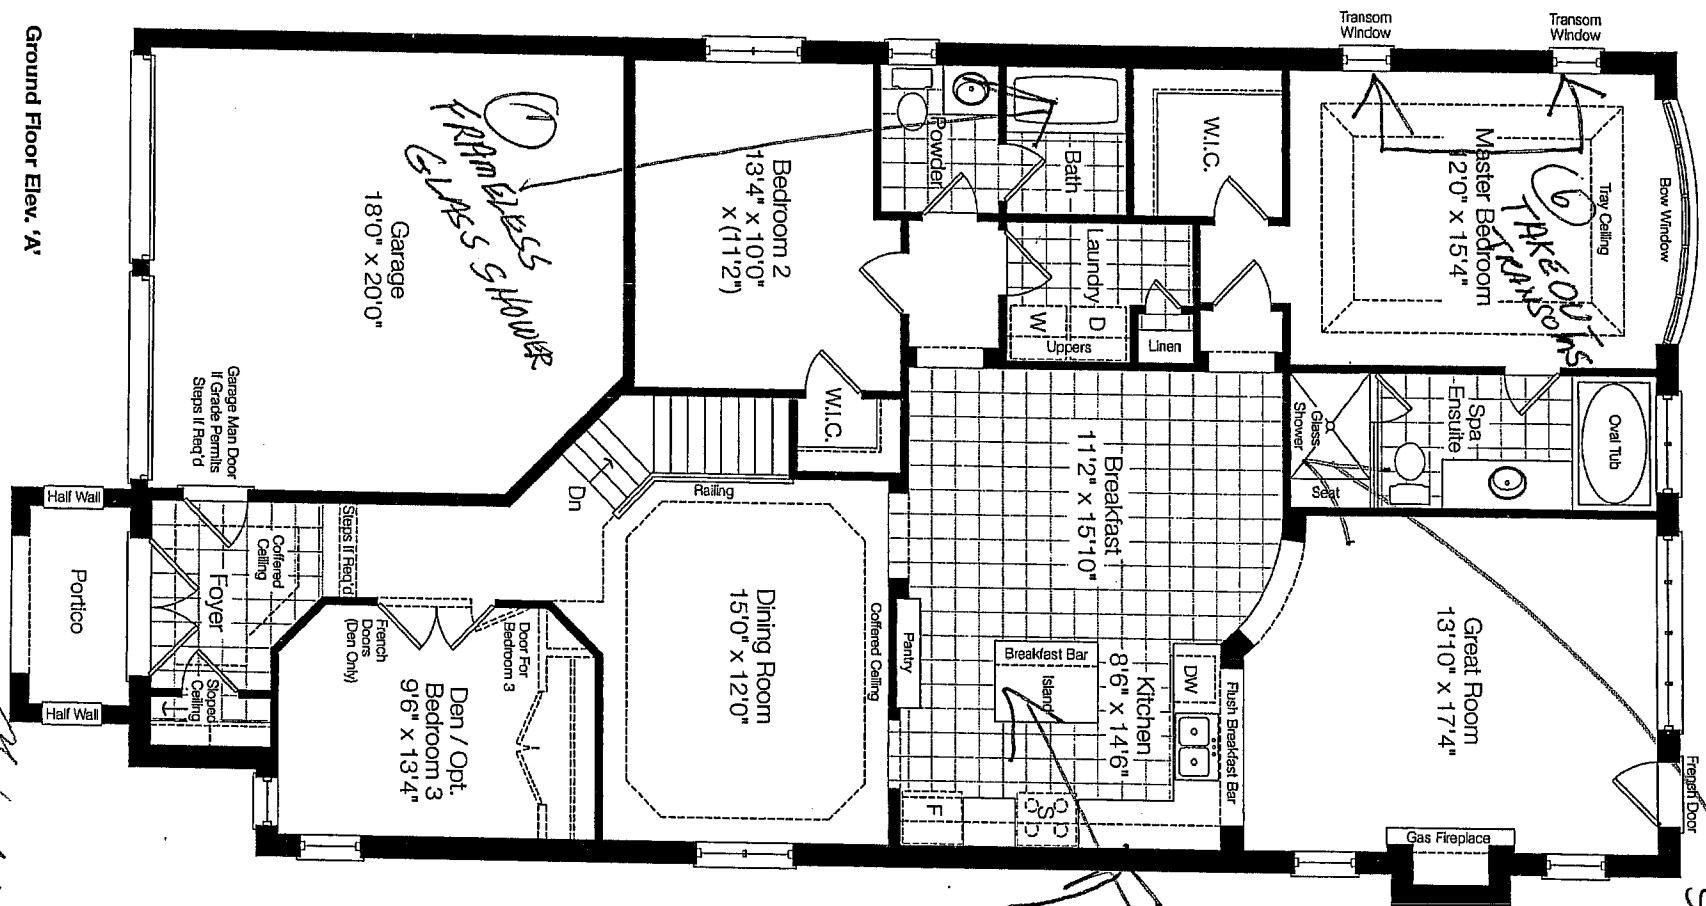 Ground Floor Elev. 'A'
Transom
Window
Transom
Window
Bow Window
Tray Ceiling
Master Bedroom
12'0" x 15'4"
6
TAKE OUT
TRANSOMS
W.I.C.
Bath
Powder
Bedroom 2
13'4" x 10'0"
x (11'2")
FRAMELESS
GLASS SHOWER
Garage
18'0" x 20'0"
Garage Man Door
If Grade Permits
Steps If Req'd
Laundry
W
D
Uppers
Linen
W.I.C.
Glass
Shower
Seat
Spa
Ensuite
Oval Tub
Breakfast
11'2" x 15'10"
Railing
Dn
Half Wall
Portico
Half Wall
Foyer
Coffered
Ceiling
Steps If Req'd
Sloped
Ceiling
French
Doors
(Den Only)
Door For
Bedroom 3
Den / Opt.
Bedroom 3
9'6" x 13'4"
Dining Room
15'0" x 12'0"
Coffered Ceiling
Pantry
Breakfast Bar
Island
Kitchen
8'6" x 14'6"
DW
Flush Breakfast Bar
F
S
Great Room
13'10" x 17'4"
French Door
Gas Fireplace